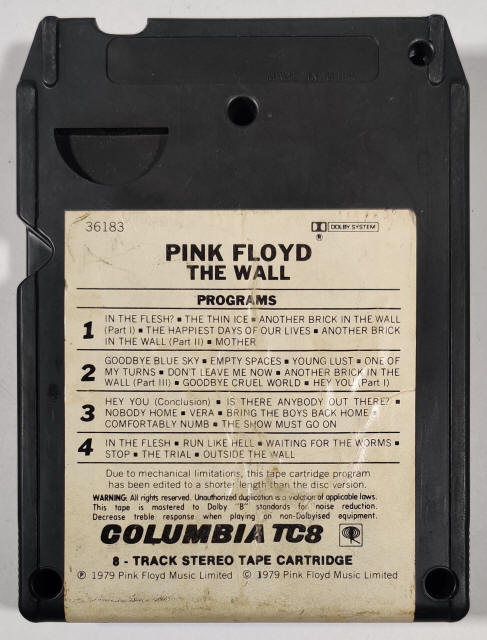 36183
DOLBY SYSTEM
®
PINK FLOYD
THE WALL
PROGRAMS
1 IN THE FLESH? ▪ THE THIN ICE ▪ ANOTHER BRICK IN THE WALL
(Part I) ▪ THE HAPPIEST DAYS OF OUR LIVES ▪ ANOTHER BRICK
IN THE WALL (Part II) ▪ MOTHER
2 GOODBYE BLUE SKY ▪ EMPTY SPACES ▪ YOUNG LUST ▪ ONE OF
MY TURNS ▪ DON'T LEAVE ME NOW ▪ ANOTHER BRICK IN THE
WALL (Part III) ▪ GOODBYE CRUEL WORLD ▪ HEY YOU (Part I)
3 HEY YOU (Conclusion) ▪ IS THERE ANYBODY OUT THERE? ▪
NOBODY HOME ▪ VERA ▪ BRING THE BOYS BACK HOME ▪
COMFORTABLY NUMB ▪ THE SHOW MUST GO ON
4 IN THE FLESH ▪ RUN LIKE HELL ▪ WAITING FOR THE WORMS ▪
STOP ▪ THE TRIAL ▪ OUTSIDE THE WALL
Due to mechanical limitations, this tape cartridge program
has been edited to a shorter length than the disc version.
WARNING: All rights reserved. Unauthorized duplication is a violation of applicable laws.
This tape is mastered to Dolby "B" standards for noise reduction.
Decrease treble response when playing on non-Dolbyised equipment.
COLUMBIA TC8
8 - TRACK STEREO TAPE CARTRIDGE
℗ 1979 Pink Floyd Music Limited © 1979 Pink Floyd Music Limited